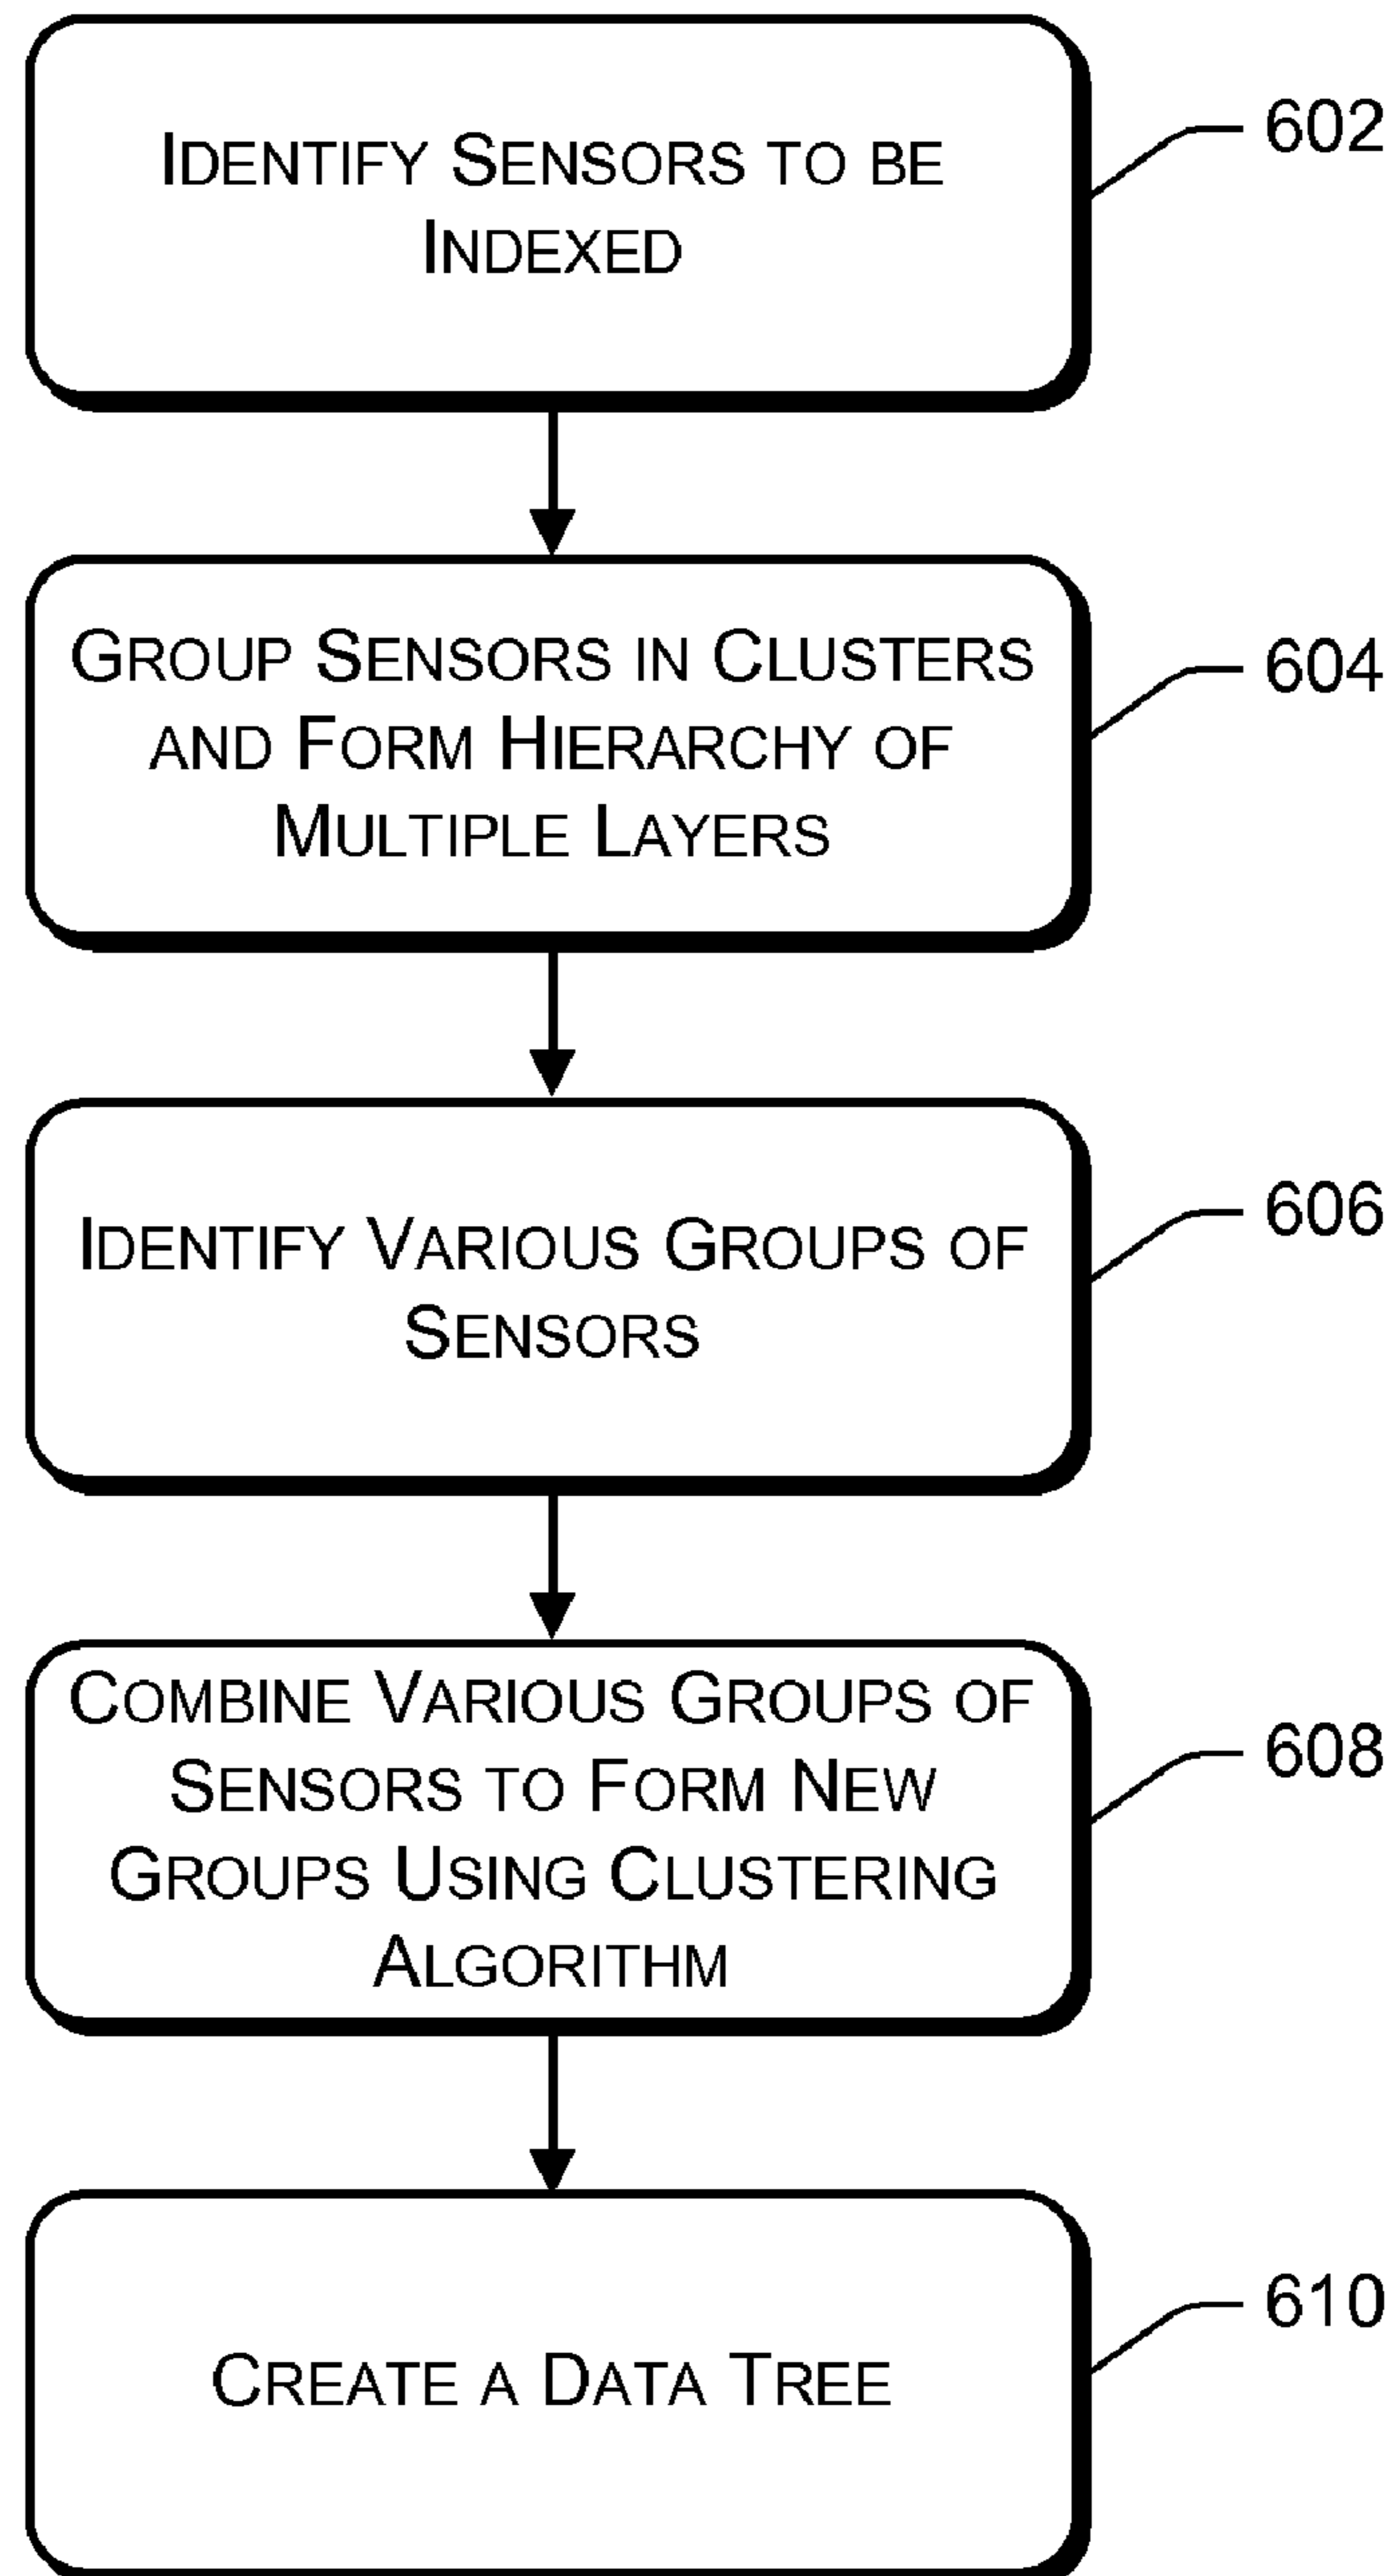 IDENTIFY SENSORS TO BE
INDEXED
602
GROUP SENSORS IN CLUSTERS
AND FORM HIERARCHY OF
MULTIPLE LAYERS
604
IDENTIFY VARIOUS GROUPS OF
SENSORS
606
COMBINE VARIOUS GROUPS OF
SENSORS TO FORM NEW
GROUPS USING CLUSTERING
ALGORITHM
608
CREATE A DATA TREE
610